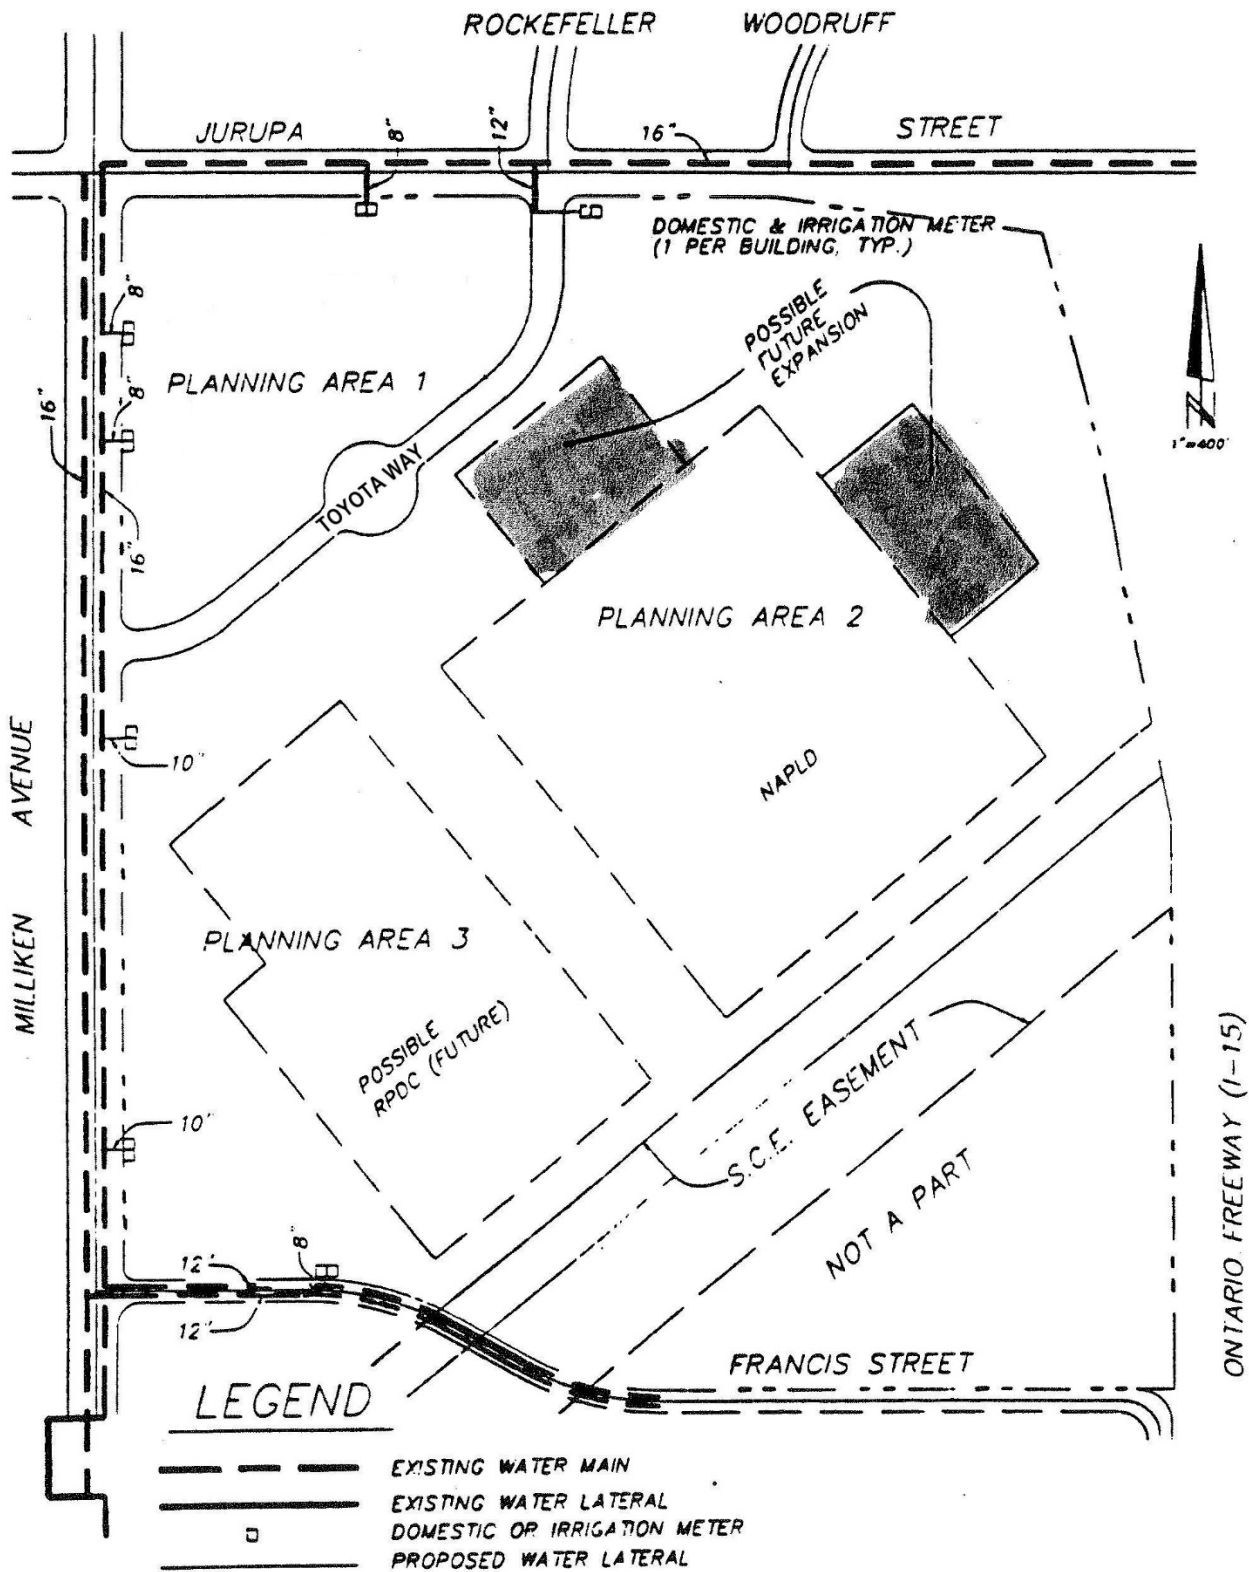 ROCKEFELLER
WOODRUFF
JURUPA
8"
12"
16"
STREET
DOMESTIC & IRRIGATION METER
(1 PER BUILDING, TYP.)
8"
POSSIBLE
FUTURE
EXPANSION
PLANNING AREA 1
16"
8"
N
1"=400'
TOYOTA WAY
16"
PLANNING AREA 2
MILLIKEN AVENUE
10"
NAPLD
PLANNING AREA 3
POSSIBLE
RPDC (FUTURE)
S.C.E. EASEMENT
10"
NOT A PART
ONTARIO FREEWAY (I-15)
12"
8"
12"
FRANCIS STREET
LEGEND
EXISTING WATER MAIN
EXISTING WATER LATERAL
DOMESTIC OR IRRIGATION METER
PROPOSED WATER LATERAL